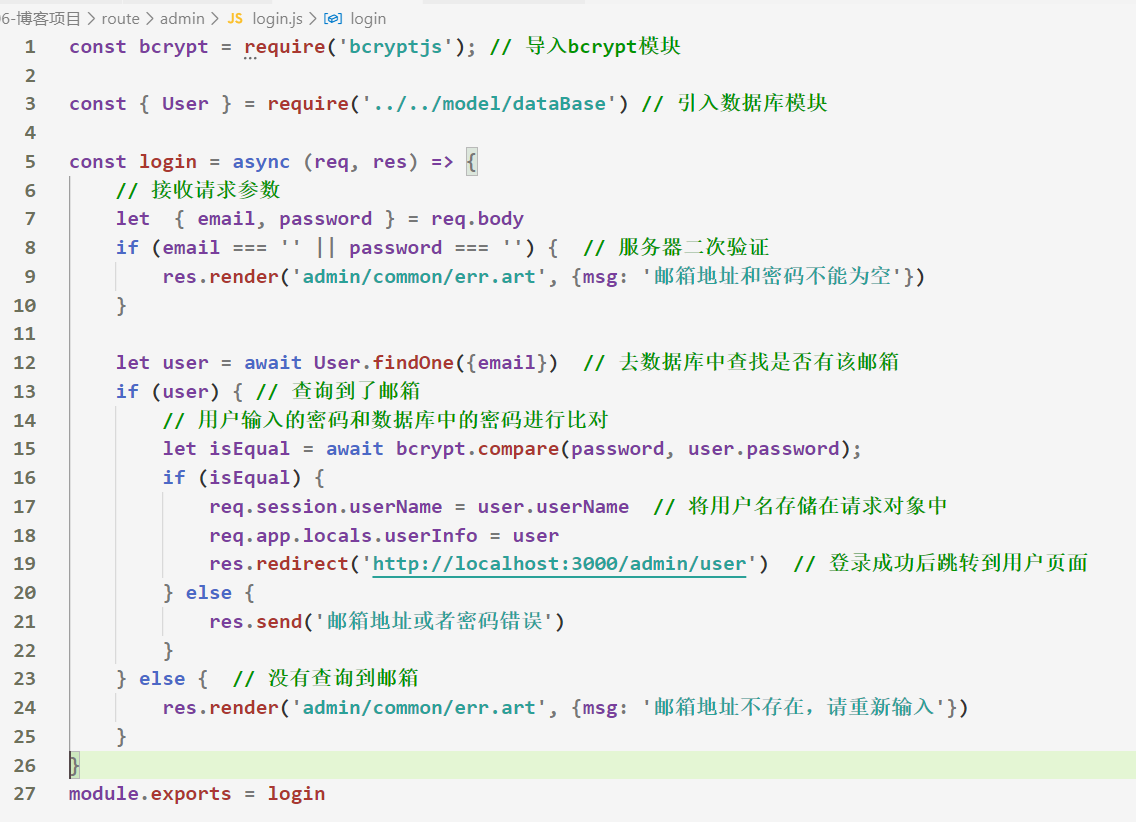 06-博客项目 > route > admin > JS login.js > login
1 const bcrypt = require('bcryptjs'); // 导入bcrypt模块
2
3 const { User } = require('../../model/dataBase') // 引入数据库模块
4
5 const login = async (req, res) => {
6     // 接收请求参数
7     let  { email, password } = req.body
8     if (email === '' || password === '') {  // 服务器二次验证
9         res.render('admin/common/err.art', {msg: '邮箱地址和密码不能为空'})
10     }
11
12     let user = await User.findOne({email})  // 去数据库中查找是否有该邮箱
13     if (user) { // 查询到了邮箱
14         // 用户输入的密码和数据库中的密码进行比对
15         let isEqual = await bcrypt.compare(password, user.password);
16         if (isEqual) {
17             req.session.userName = user.userName  // 将用户名存储在请求对象中
18             req.app.locals.userInfo = user
19             res.redirect('http://localhost:3000/admin/user')  // 登录成功后跳转到用户页面
20         } else {
21             res.send('邮箱地址或者密码错误')
22         }
23     } else {  // 没有查询到邮箱
24         res.render('admin/common/err.art', {msg: '邮箱地址不存在，请重新输入'})
25     }
26 }
27 module.exports = login